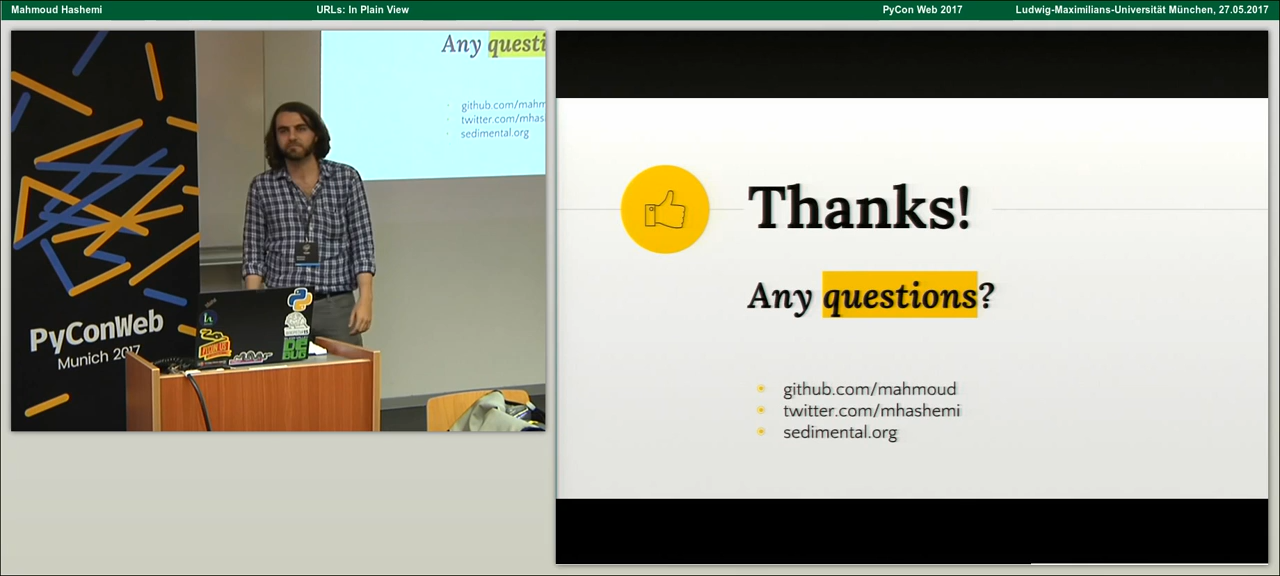 Mahmoud Hashemi
URLs: In Plain View
PyCon Web 2017
Ludwig-Maximilians-Universität München, 27.05.2017
Any questi
github.com/mahm
twitter.com/mhas
sedimental.org
PyConWeb
Munich 2017
DE
BUG
Thanks!
Any questions?
github.com/mahmoud
twitter.com/mhashemi
sedimental.org